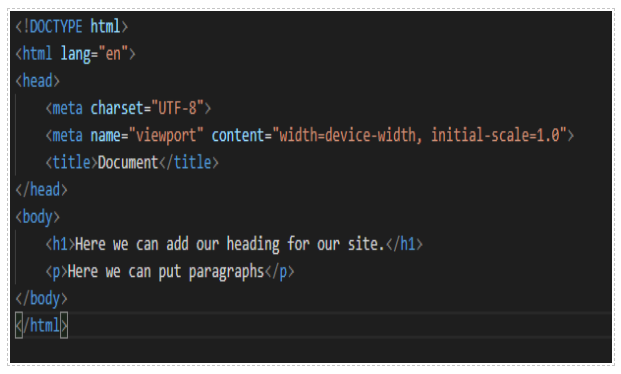 <!DOCTYPE html>
<html lang="en">
<head>
    <meta charset="UTF-8">
    <meta name="viewport" content="width=device-width, initial-scale=1.0">
    <title>Document</title>
</head>
<body>
    <h1>Here we can add our heading for our site.</h1>
    <p>Here we can put paragraphs</p>
</body>
</html>